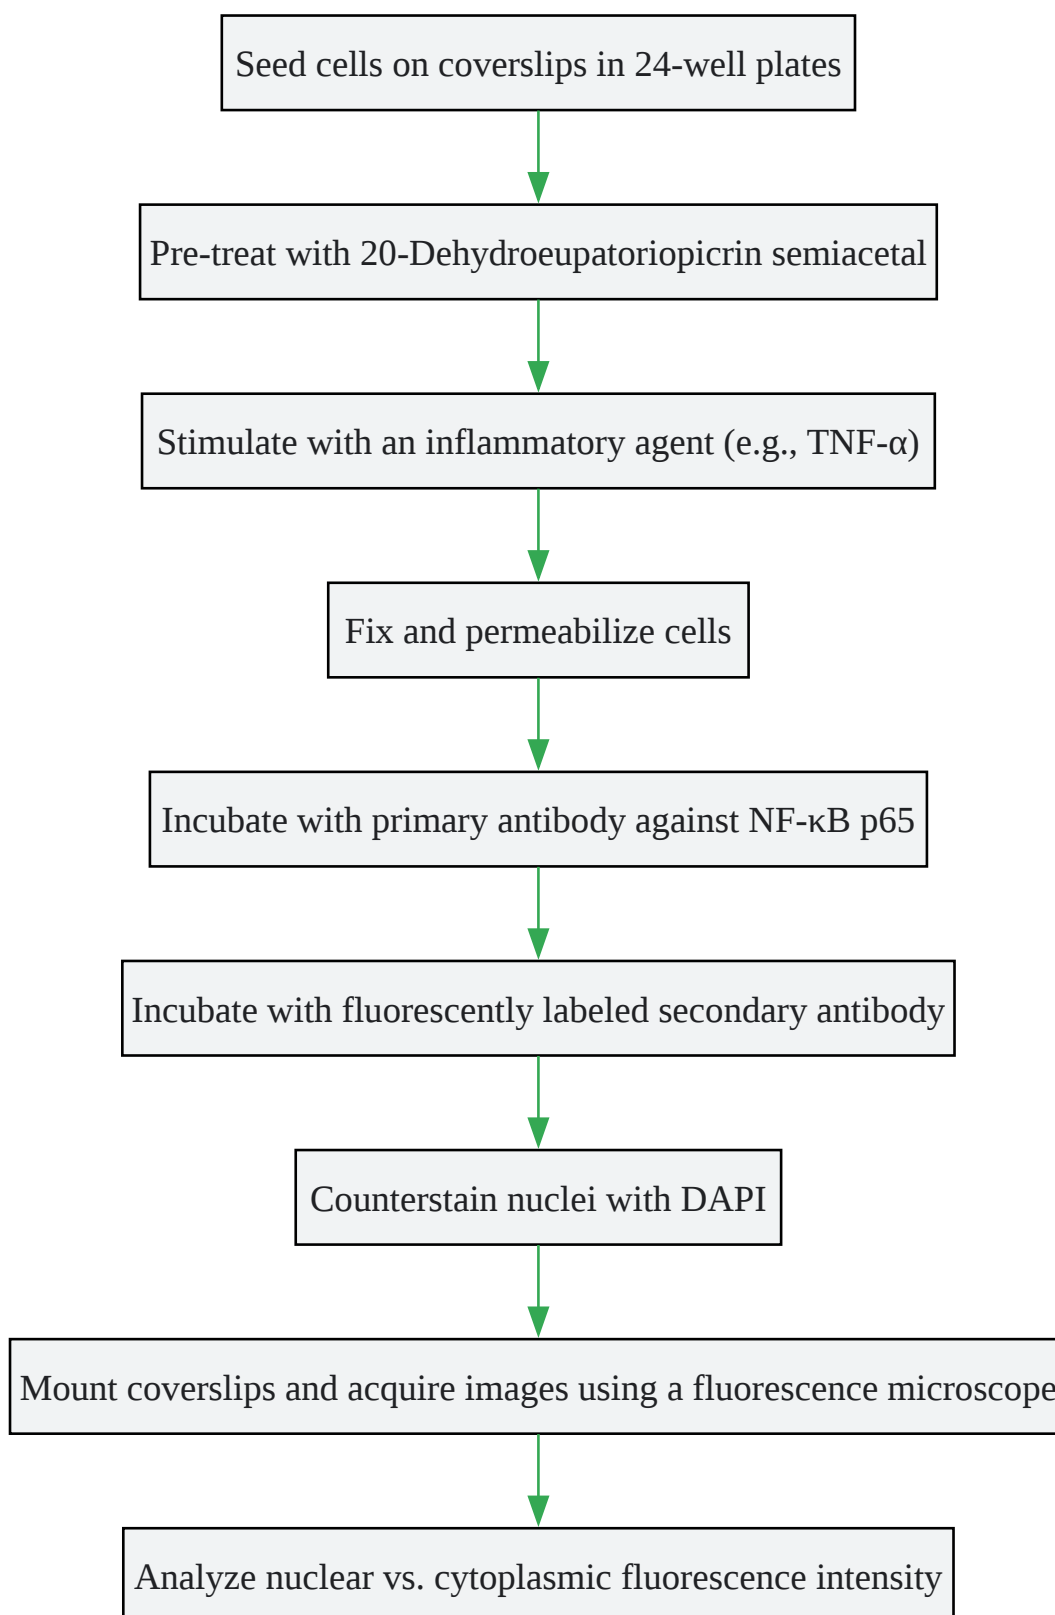 Seed cells on coverslips in 24-well plates
Pre-treat with 20-Dehydroeupatoriopicrin semiacetal
Stimulate with an inflammatory agent (e.g., TNF-α)
Fix and permeabilize cells
Incubate with primary antibody against NF-κB p65
Incubate with fluorescently labeled secondary antibody
Counterstain nuclei with DAPI
Mount coverslips and acquire images using a fluorescence microscope
Analyze nuclear vs. cytoplasmic fluorescence intensity